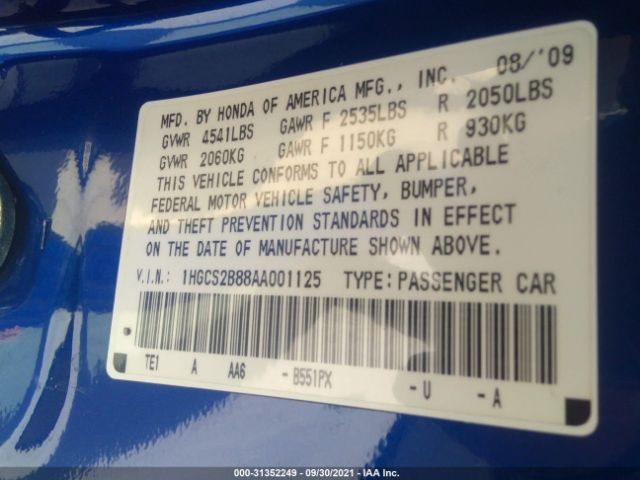 MFD. BY HONDA OF AMERICA MFG., INC. 08/'09
GVWR 4541LBS GAWR F 2535LBS R 2050LBS
GVWR 2060KG GAWR F 1150KG R 930KG
THIS VEHICLE CONFORMS TO ALL APPLICABLE
FEDERAL MOTOR VEHICLE SAFETY, BUMPER,
AND THEFT PREVENTION STANDARDS IN EFFECT
ON THE DATE OF MANUFACTURE SHOWN ABOVE.
V.I.N.: 1HGCS2B88AA001125 TYPE:PASSENGER CAR
TE1 A AA6 - B551PX - U - A
000-31352249 - 09/30/2021 - IAA Inc.